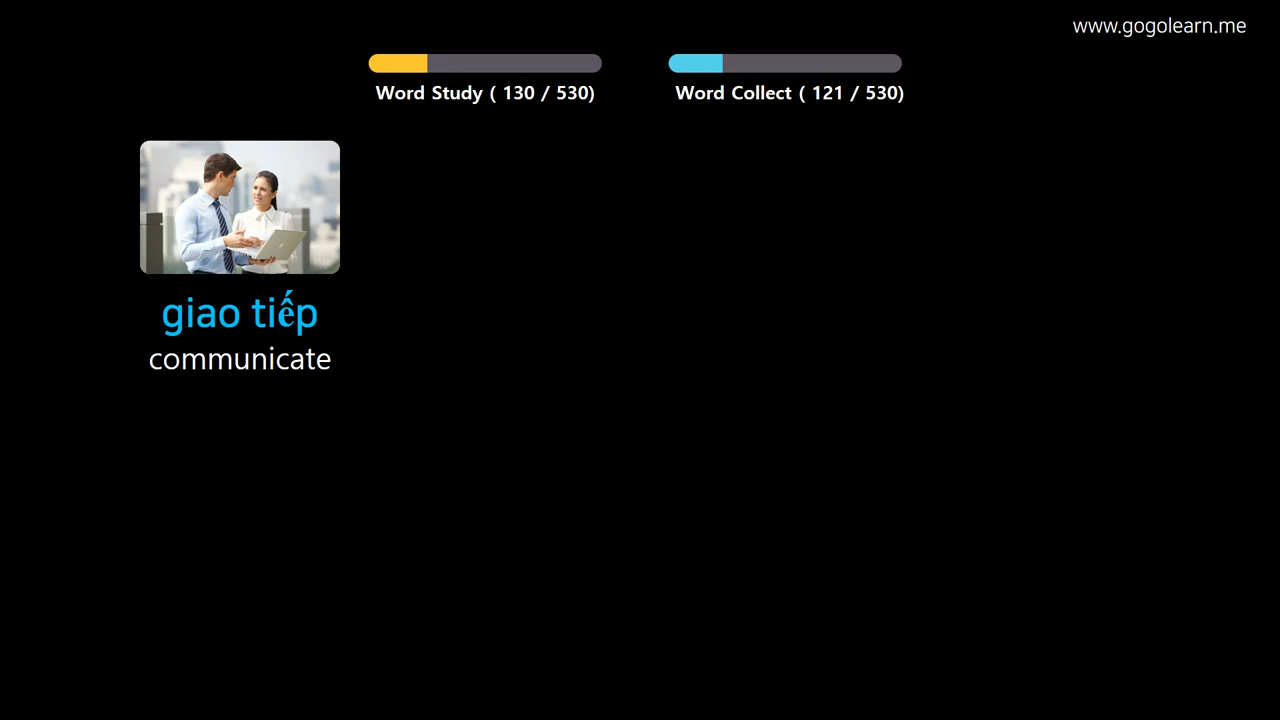 www.gogolearn.me
Word Study ( 130 / 530)
Word Collect ( 121 / 530)
giao tiếp
communicate